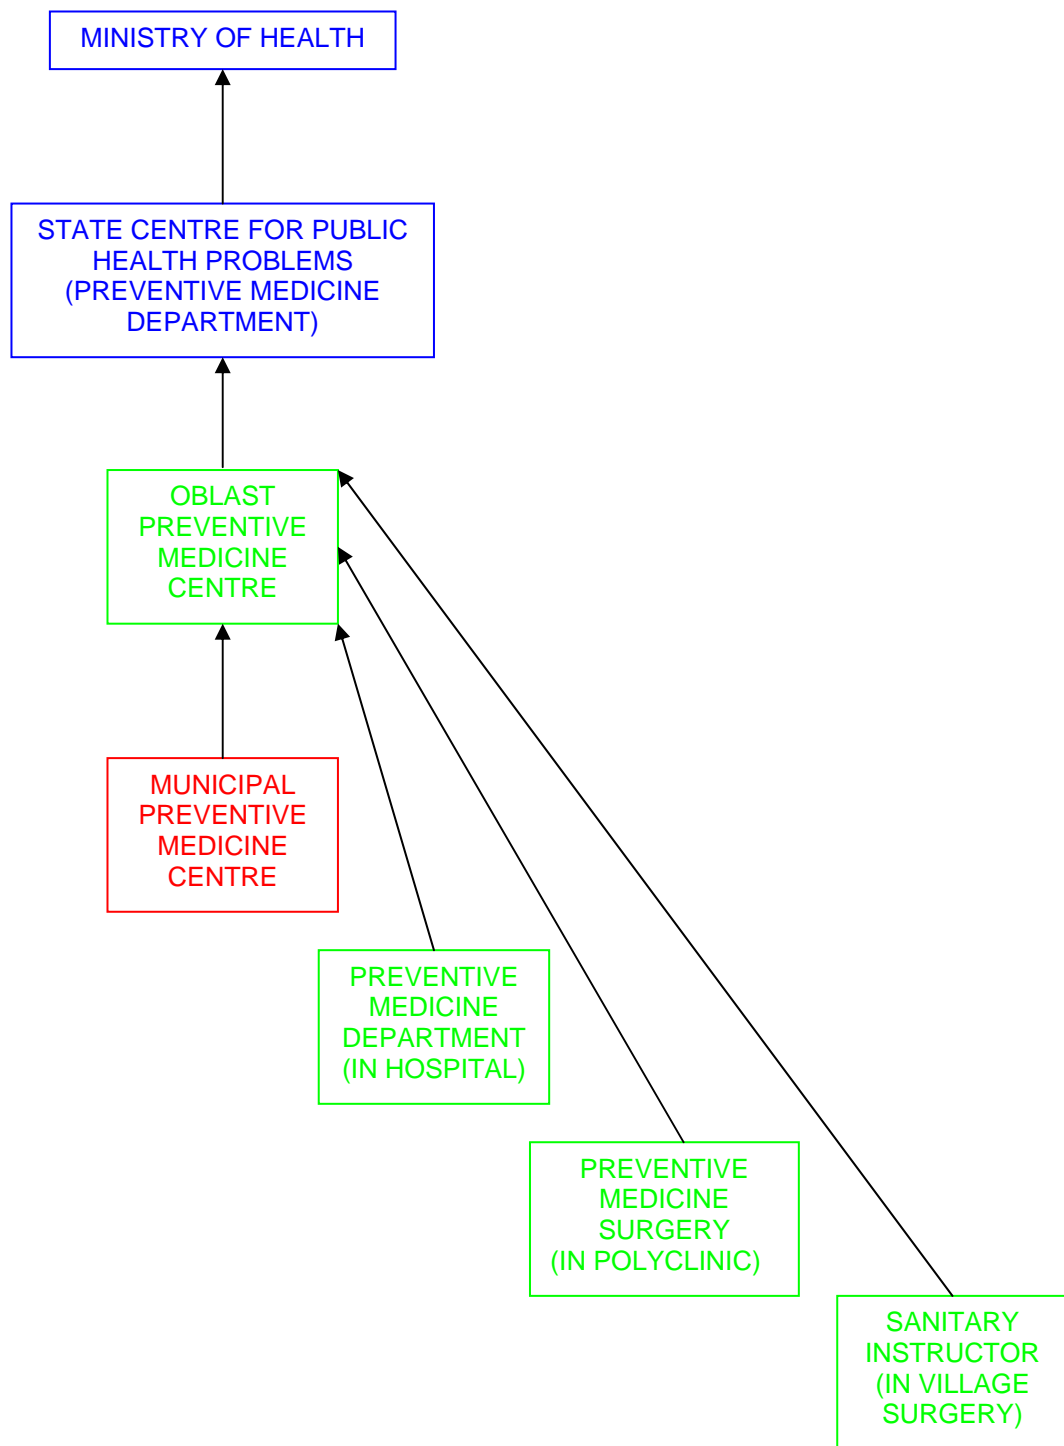 MINISTRY OF HEALTH
STATE CENTRE FOR PUBLIC
HEALTH PROBLEMS
(PREVENTIVE MEDICINE
DEPARTMENT)
OBLAST
PREVENTIVE
MEDICINE
CENTRE
MUNICIPAL
PREVENTIVE
MEDICINE
CENTRE
PREVENTIVE
MEDICINE
DEPARTMENT
(IN HOSPITAL)
PREVENTIVE
MEDICINE
SURGERY
(IN POLYCLINIC)
SANITARY
INSTRUCTOR
(IN VILLAGE
SURGERY)